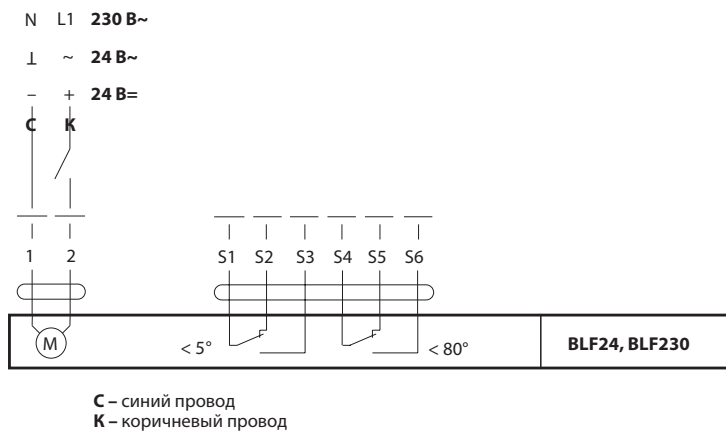 N L1 230 В~
⊥ ~ 24 В~
– + 24 В=
С К
1 2 S1 S2 S3 S4 S5 S6
M < 5° < 80° BLF24, BLF230
С – синий провод
К – коричневый провод